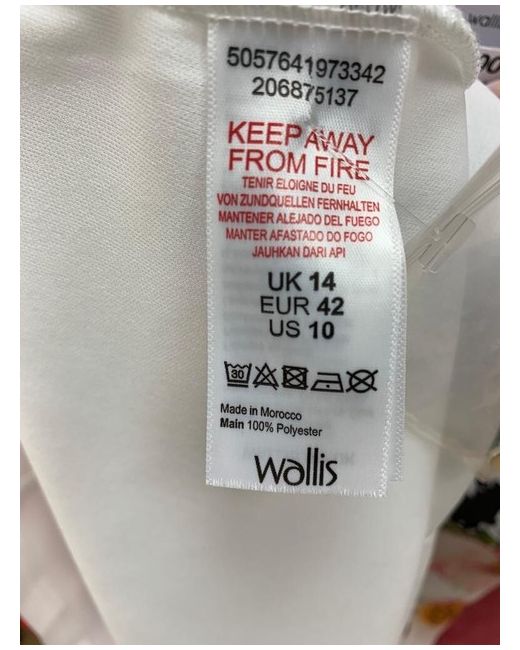 5057641973342
206875137
KEEP AWAY
FROM FIRE
TENIR ELOIGNE DU FEU
VON ZUNDQUELLEN FERNHALTEN
MANTENER ALEJADO DEL FUEGO
MANTER AFASTADO DO FOGO
JAUHKAN DARI API
UK 14
EUR 42
US 10
30
Made in Morocco
Main 100% Polyester
wallis